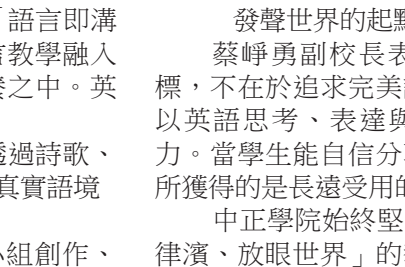 語言即溝
教學融入
之中。英
透過詩歌、
真實語境
小組創作、
發聲世界的起點
蔡崢勇副校長表
標，不在於追求完美
以英語思考、表達與
力。當學生能自信分
所獲得的是長遠受用的
中正學院始終堅
律濱、放眼世界」的